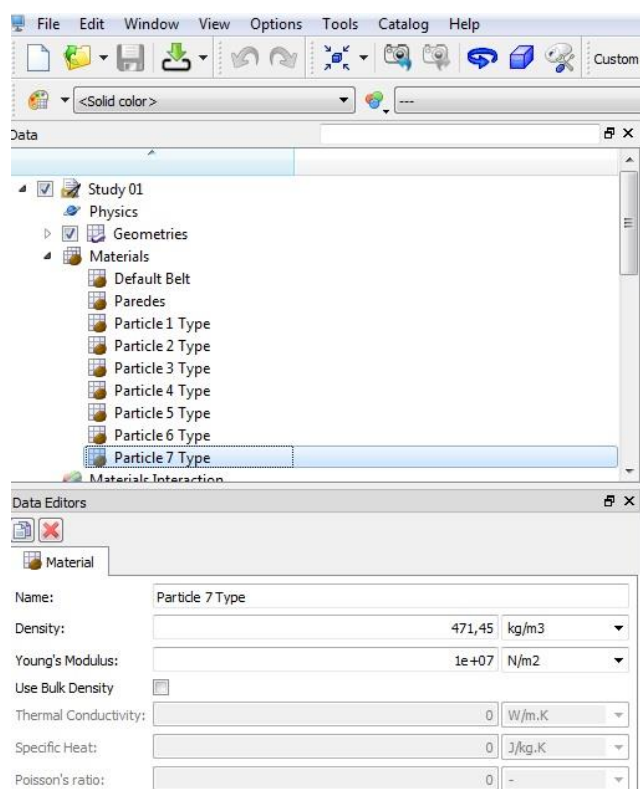 File Edit Window View Options Tools Catalog Help
Custom
<Solid color> ---
Data
Study 01
Physics
Geometries
Materials
Default Belt
Paredes
Particle 1 Type
Particle 2 Type
Particle 3 Type
Particle 4 Type
Particle 5 Type
Particle 6 Type
Particle 7 Type
Materials Interaction
Data Editors
Material
Name: Particle 7 Type
Density: 471,45 kg/m3
Young's Modulus: 1e+07 N/m2
Use Bulk Density
Thermal Conductivity: 0 W/m.K
Specific Heat: 0 J/kg.K
Poisson's ratio: 0 -